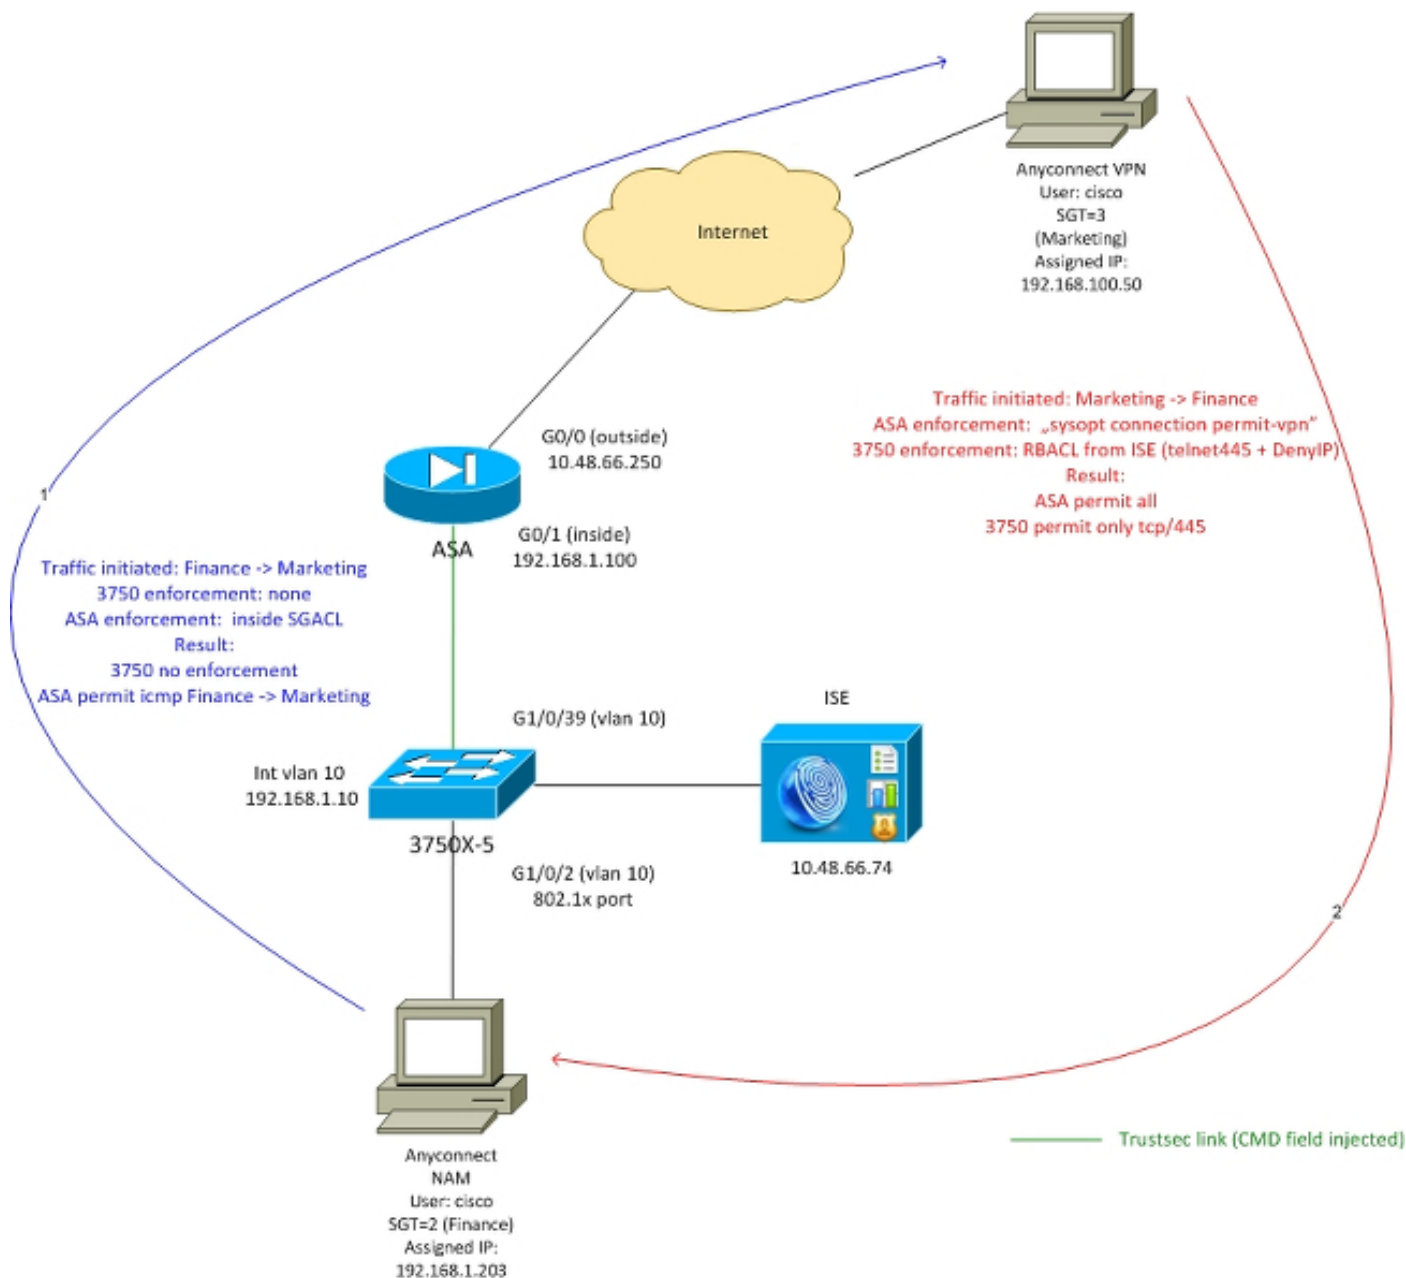 Anyconnect VPN
User: cisco
SGT=3
(Marketing)
Assigned IP:
192.168.100.50
Internet
Traffic initiated: Marketing -> Finance
ASA enforcement: „sysopt connection permit-vpn”
3750 enforcement: RBACL from ISE (telnet445 + DenyIP)
Result:
ASA permit all
3750 permit only tcp/445
G0/0 (outside)
10.48.66.250
1
ASA
G0/1 (inside)
192.168.1.100
Traffic initiated: Finance -> Marketing
3750 enforcement: none
ASA enforcement: inside SGACL
Result:
3750 no enforcement
ASA permit icmp Finance -> Marketing
ISE
G1/0/39 (vlan 10)
Int vlan 10
192.168.1.10
3750X-5
10.48.66.74
G1/0/2 (vlan 10)
802.1x port
2
Trustsec link (CMD field injected)
Anyconnect
NAM
User: cisco
SGT=2 (Finance)
Assigned IP:
192.168.1.203